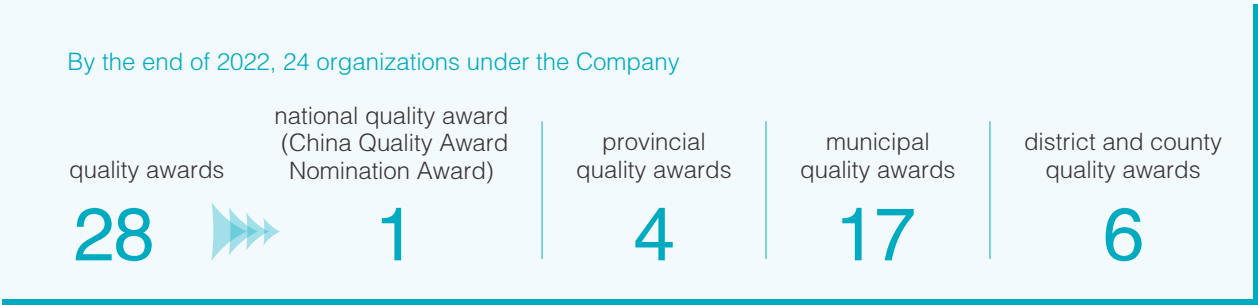 By the end of 2022, 24 organizations under the Company
quality awards
28
national quality award
(China Quality Award
Nomination Award)
1
provincial
quality awards
4
municipal
quality awards
17
district and county
quality awards
6